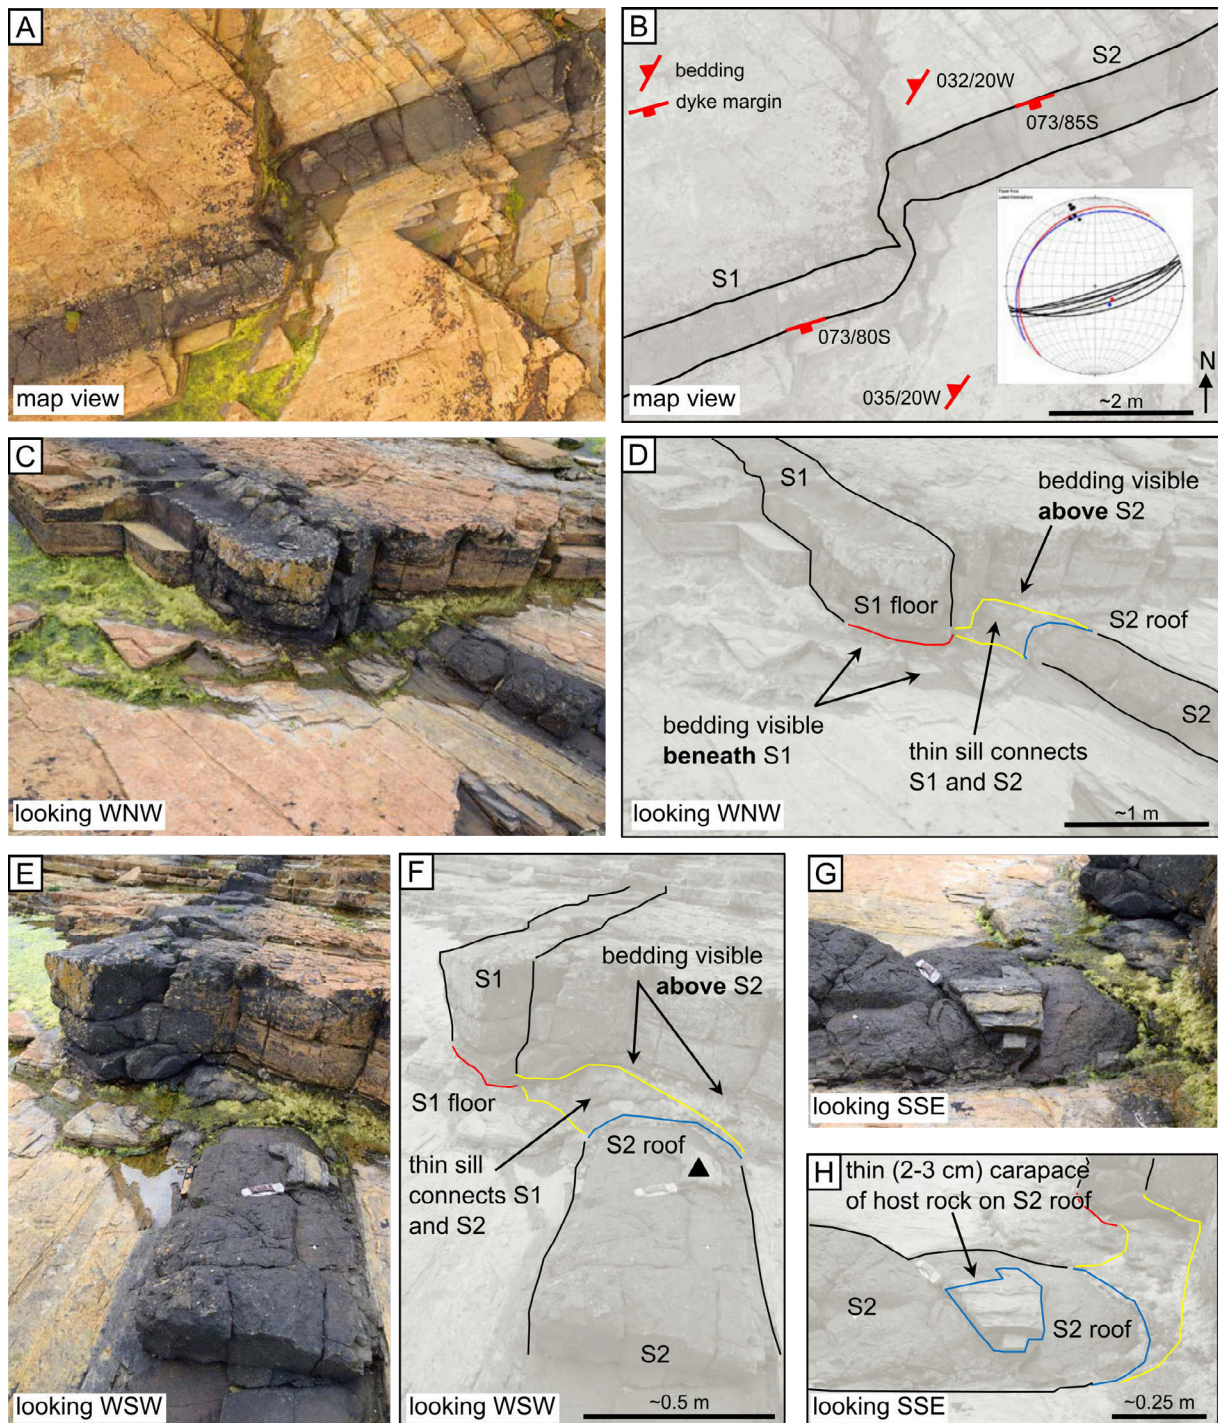 A
map view
B
bedding
dyke margin
032/20W
S2
073/85S
S1
073/80S
035/20W
N
map view
~2 m
C
looking WNW
D
S1
bedding visible
above S2
S1 floor
S2 roof
S2
bedding visible
beneath S1
thin sill connects
S1 and S2
looking WNW
~1 m
E
looking WSW
F
S1
bedding visible
above S2
S1 floor
S2 roof
thin sill
connects S1
and S2
S2
looking WSW
~0.5 m
G
looking SSE
H
thin (2-3 cm) carapace
of host rock on S2 roof
S2
S2 roof
looking SSE
~0.25 m